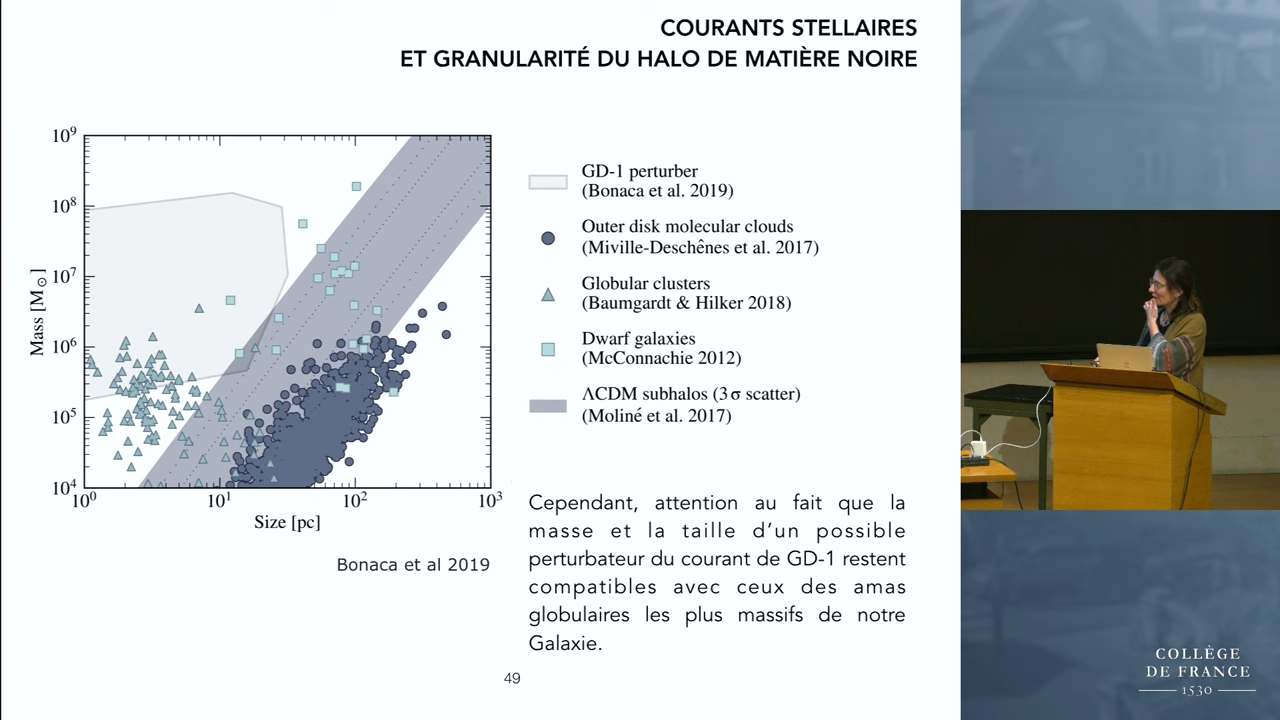 COURANTS STELLAIRES
ET GRANULARITÉ DU HALO DE MATIÈRE NOIRE
10⁹
10⁸
10⁷
10⁶
10⁵
10⁴
Mass [M⊙]
10⁰
10¹
10²
10³
Size [pc]
GD-1 perturber
(Bonaca et al. 2019)
Outer disk molecular clouds
(Miville-Deschênes et al. 2017)
Globular clusters
(Baumgardt & Hilker 2018)
Dwarf galaxies
(McConnachie 2012)
ΛCDM subhalos (3σ scatter)
(Moliné et al. 2017)
Bonaca et al 2019
Cependant, attention au fait que la
masse et la taille d'un possible
perturbateur du courant de GD-1 restent
compatibles avec ceux des amas
globulaires les plus massifs de notre
Galaxie.
49
COLLÈGE
DE FRANCE
1530